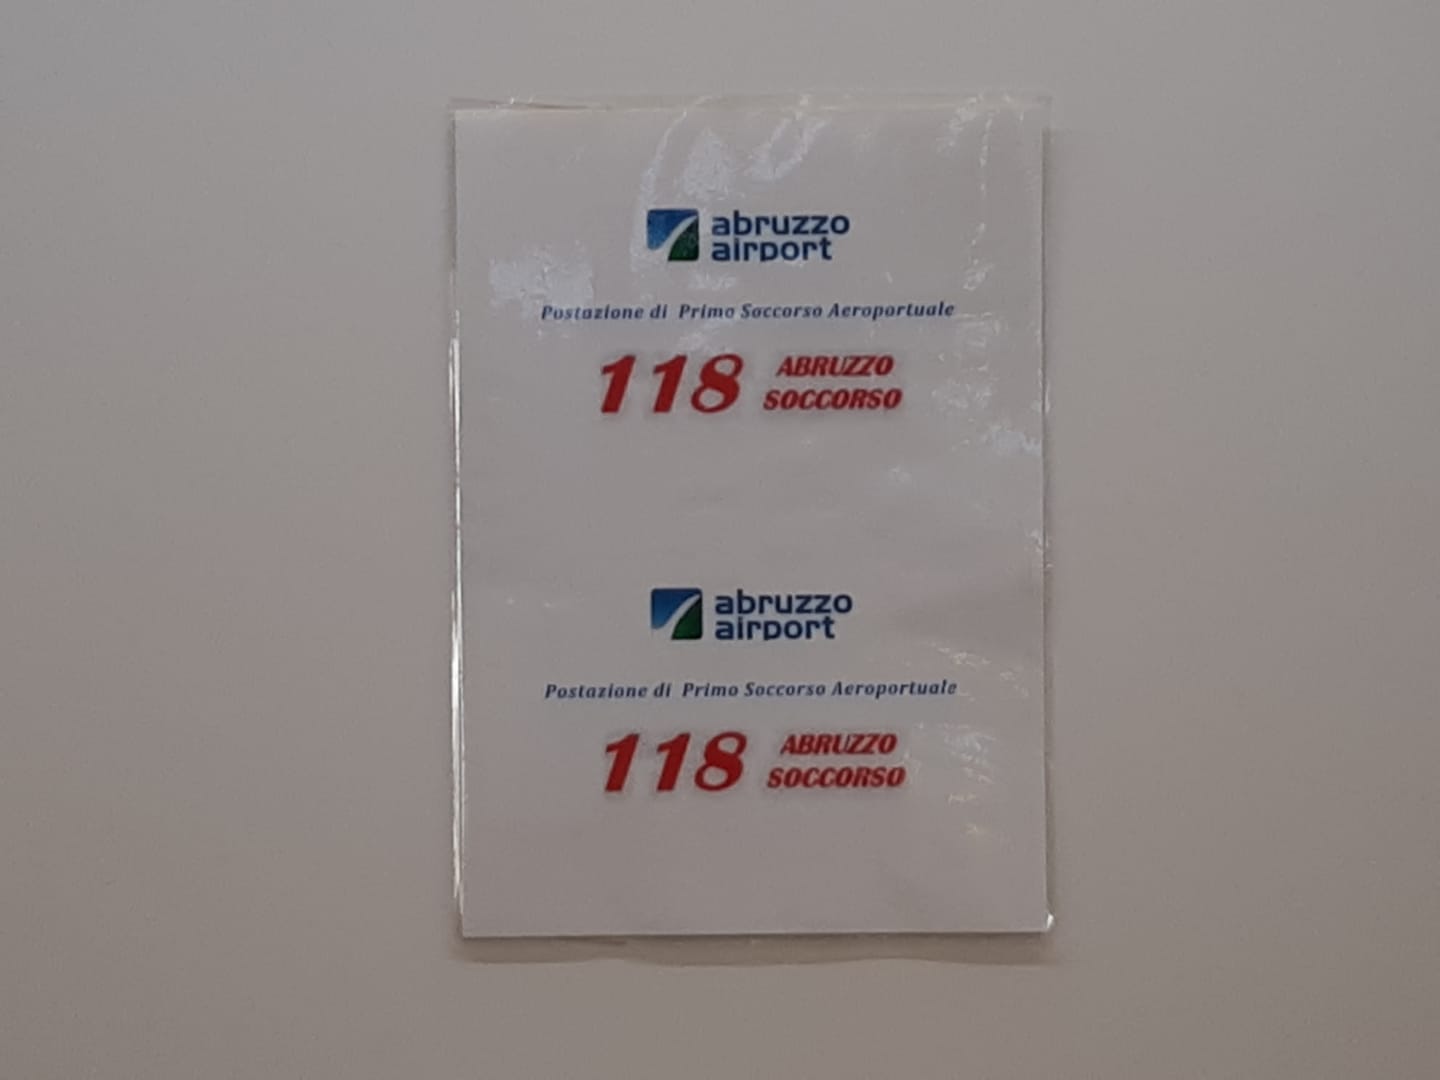 abruzzo
airport
Postazione di Primo Soccorso Aeroportuale
118 ABRUZZO
SOCCORSO
abruzzo
airport
Postazione di Primo Soccorso Aeroportuale
118 ABRUZZO
SOCCORSO